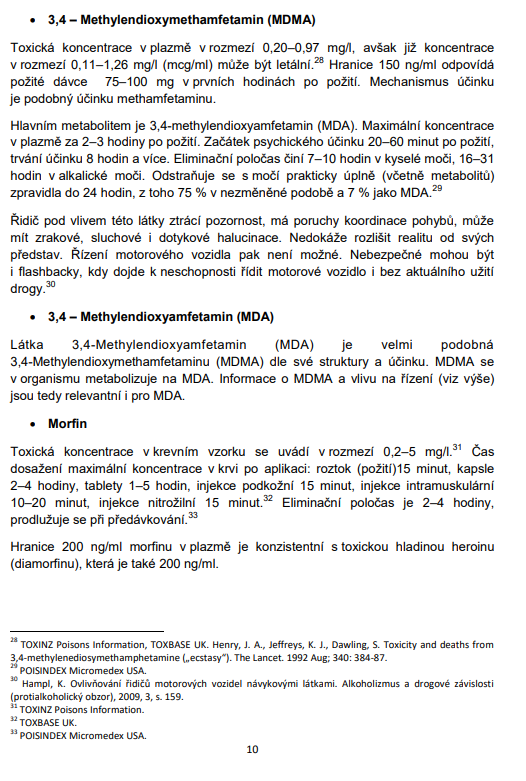 • 3,4 – Methylendioxymethamfetamin (MDMA)
Toxická koncentrace v plazmě v rozmezí 0,20–0,97 mg/l, avšak již koncentrace
v rozmezí 0,11–1,26 mg/l (mcg/ml) může být letální.28 Hranice 150 ng/ml odpovídá
požité dávce 75–100 mg v prvních hodinách po požití. Mechanismus účinku
je podobný účinku methamfetaminu.
Hlavním metabolitem je 3,4-methylendioxyamfetamin (MDA). Maximální koncentrace
v plazmě za 2–3 hodiny po požití. Začátek psychického účinku 20–60 minut po požití,
trvání účinku 8 hodin a více. Eliminační poločas činí 7–10 hodin v kyselé moči, 16–31
hodin v alkalické moči. Odstraňuje se s močí prakticky úplně (včetně metabolitů)
zpravidla do 24 hodin, z toho 75 % v nezměněné podobě a 7 % jako MDA.29
Řidič pod vlivem této látky ztrácí pozornost, má poruchy koordinace pohybů, může
mít zrakové, sluchové i dotykové halucinace. Nedokáže rozlišit realitu od svých
představ. Řízení motorového vozidla pak není možné. Nebezpečné mohou být
i flashbacky, kdy dojde k neschopnosti řídit motorové vozidlo i bez aktuálního užití
drogy.30
• 3,4 – Methylendioxyamfetamin (MDA)
Látka 3,4-Methylendioxyamfetamin (MDA) je velmi podobná
3,4-Methylendioxymethamfetaminu (MDMA) dle své struktury a účinku. MDMA se
v organismu metabolizuje na MDA. Informace o MDMA a vlivu na řízení (viz výše)
jsou tedy relevantní i pro MDA.
• Morfin
Toxická koncentrace v krevním vzorku se uvádí v rozmezí 0,2–5 mg/l.31 Čas
dosažení maximální koncentrace v krvi po aplikaci: roztok (požití)15 minut, kapsle
2–4 hodiny, tablety 1–5 hodin, injekce podkožní 15 minut, injekce intramuskulární
10–20 minut, injekce nitrožilní 15 minut.32 Eliminační poločas je 2–4 hodiny,
prodlužuje se při předávkování.33
Hranice 200 ng/ml morfinu v plazmě je konzistentní s toxickou hladinou heroinu
(diamorfinu), která je také 200 ng/ml.
28 TOXINZ Poisons Information, TOXBASE UK. Henry, J. A., Jeffreys, K. J., Dawling, S. Toxicity and deaths from
3,4-methylenediosymethamphetamine („ecstasy“). The Lancet. 1992 Aug; 340: 384-87.
29 POISINDEX Micromedex USA.
30 Hampl, K. Ovlivňování řidičů motorových vozidel návykovými látkami. Alkoholizmus a drogové závislosti
(protialkoholický obzor), 2009, 3, s. 159.
31 TOXINZ Poisons Information.
32 TOXBASE UK.
33 POISINDEX Micromedex USA.
10